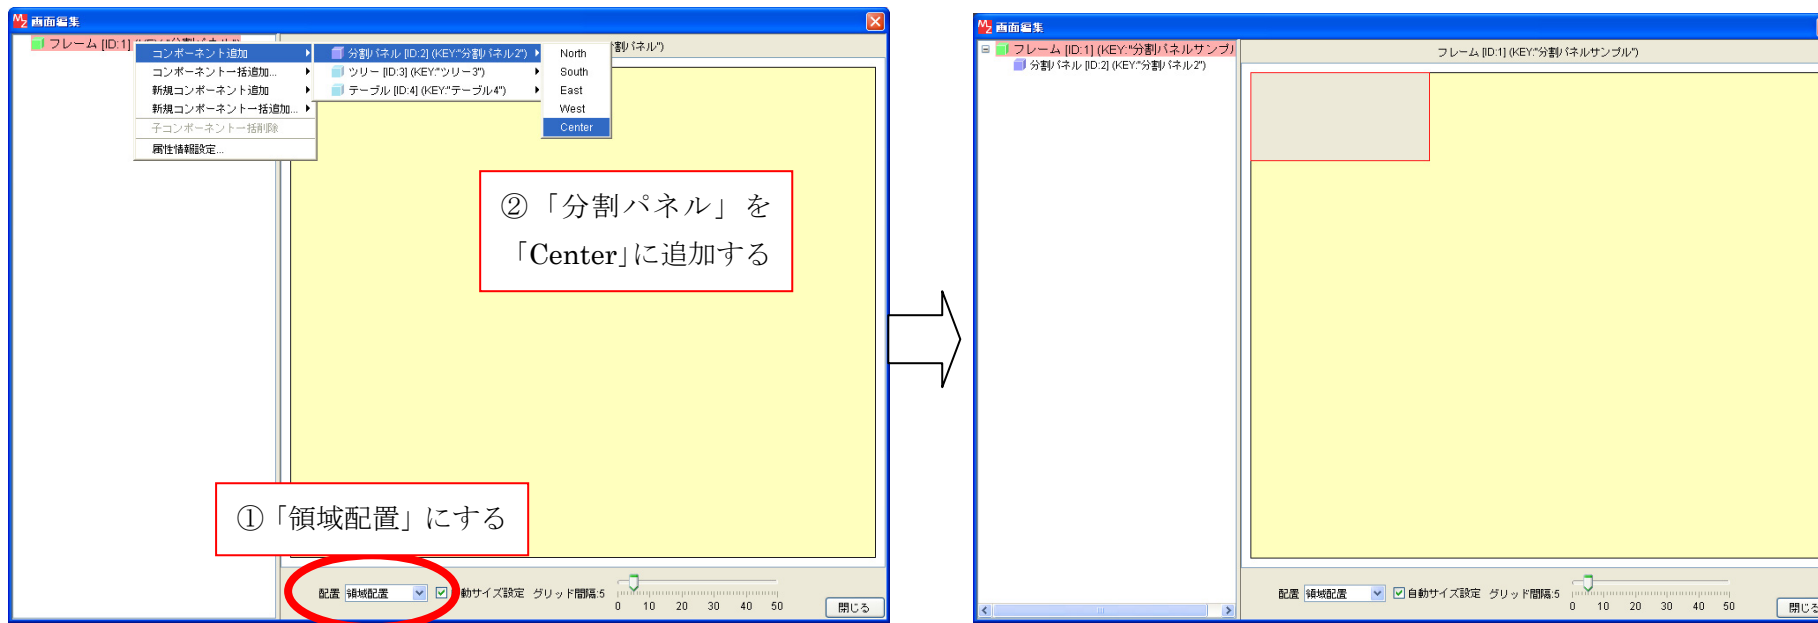 画面編集
フレーム [ID:1]
割パネル")
コンポーネント追加
コンポーネント一括追加...
新規コンポーネント追加
新規コンポーネント一括追加...
子コンポーネント一括削除
属性情報設定...
分割パネル [ID:2] (KEY:"分割パネル2")
ツリー [ID:3] (KEY:"ツリー3")
テーブル [ID:4] (KEY:"テーブル4")
North
South
East
West
Center
②「分割パネル」を
「Center」に追加する
①「領域配置」にする
配置 領域配置 動サイズ設定 グリッド間隔:5
0 10 20 30 40 50
閉じる
画面編集
フレーム [ID:1] (KEY:"分割パネルサンプ
分割パネル [ID:2] (KEY:"分割パネル2")
フレーム [ID:1] (KEY:"分割パネルサンプル")
配置 領域配置 自動サイズ設定 グリッド間隔:5
0 10 20 30 40 50
閉じる